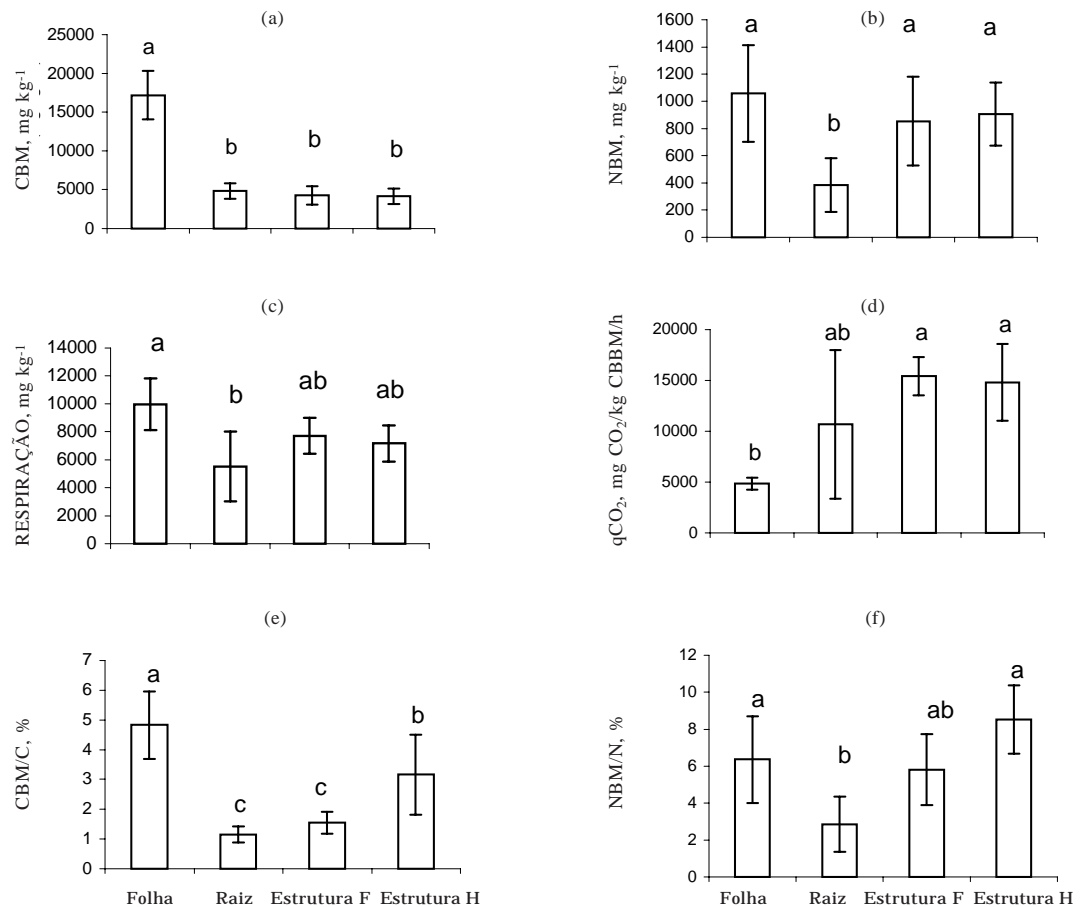 (a)
CBM, mg kg-1
25000
20000
15000
10000
5000
0
a
b
b
b
(b)
NBM, mg kg-1
1600
1400
1200
1000
800
600
400
200
0
a
b
a
a
(c)
RESPIRAÇÃO, mg kg-1
14000
12000
10000
8000
6000
4000
2000
0
a
b
ab
ab
(d)
qCO2, mg CO2/kg CBBM/h
20000
15000
10000
5000
0
b
ab
a
a
(e)
CBM/C, %
7
6
5
4
3
2
1
0
a
c
c
b
Folha Raiz Estrutura F Estrutura H
(f)
NBM/N, %
12
10
8
6
4
2
0
a
b
ab
a
Folha Raiz Estrutura F Estrutura H